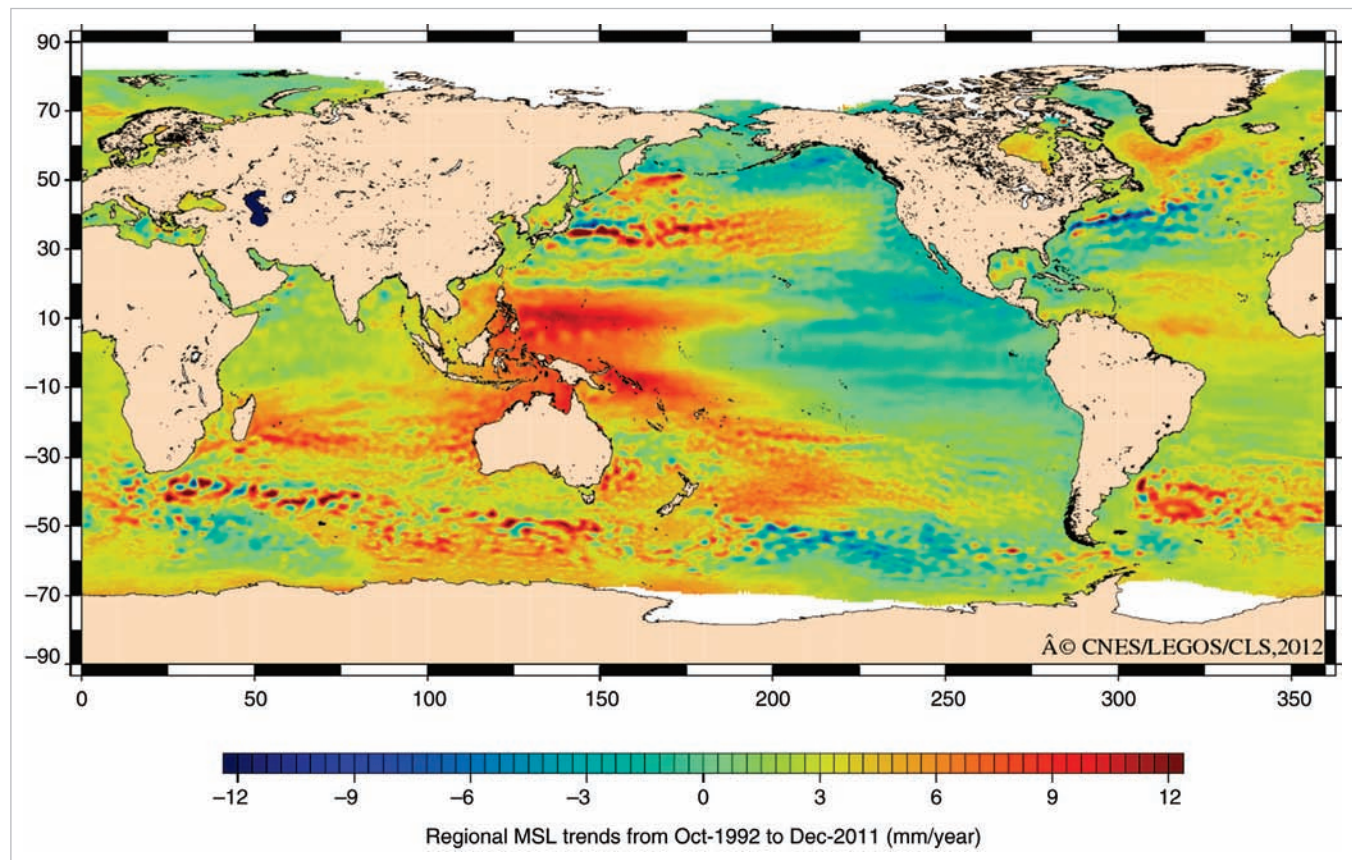 90
70
50
30
10
–10
–30
–50
–70
–90
Â© CNES/LEGOS/CLS,2012
0 50 100 150 200 250 300 350
–12 –9 –6 –3 0 3 6 9 12
Regional MSL trends from Oct-1992 to Dec-2011 (mm/year)